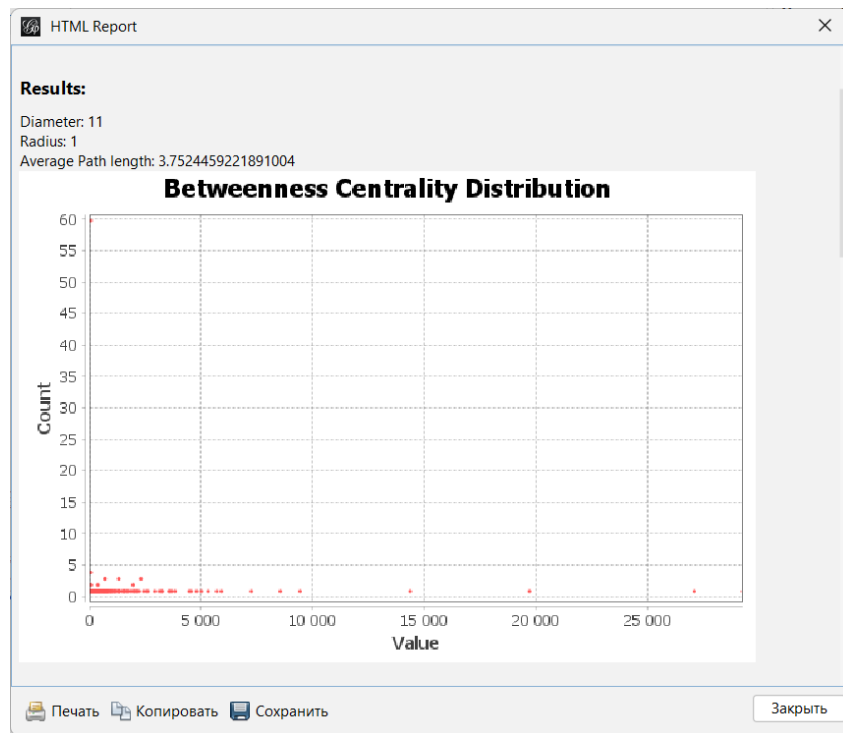 HTML Report
Results:
Diameter: 11
Radius: 1
Average Path length: 3.7524459221891004
Betweenness Centrality Distribution
60
55
50
45
40
35
30
25
20
15
10
5
0
Count
0 5 000 10 000 15 000 20 000 25 000
Value
Печать Копировать Сохранить Закрыть